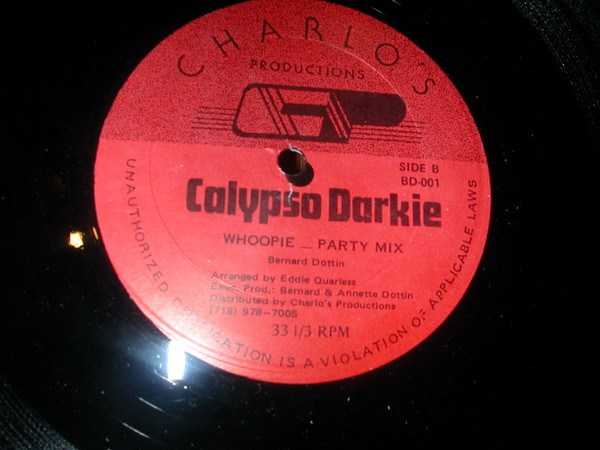 CHARLO'S
PRODUCTIONS
SIDE B
BD-001
Calypso Darkie
WHOOPIE — PARTY MIX
Bernard Dottin
Arranged by Eddie Quarless
Exec. Prod.: Bernard & Annette Dottin
Distributed by Charlo's Productions
(718) 978-7005
33 1/3 RPM
UNAUTHORIZED DUPLICATION IS A VIOLATION OF APPLICABLE LAWS